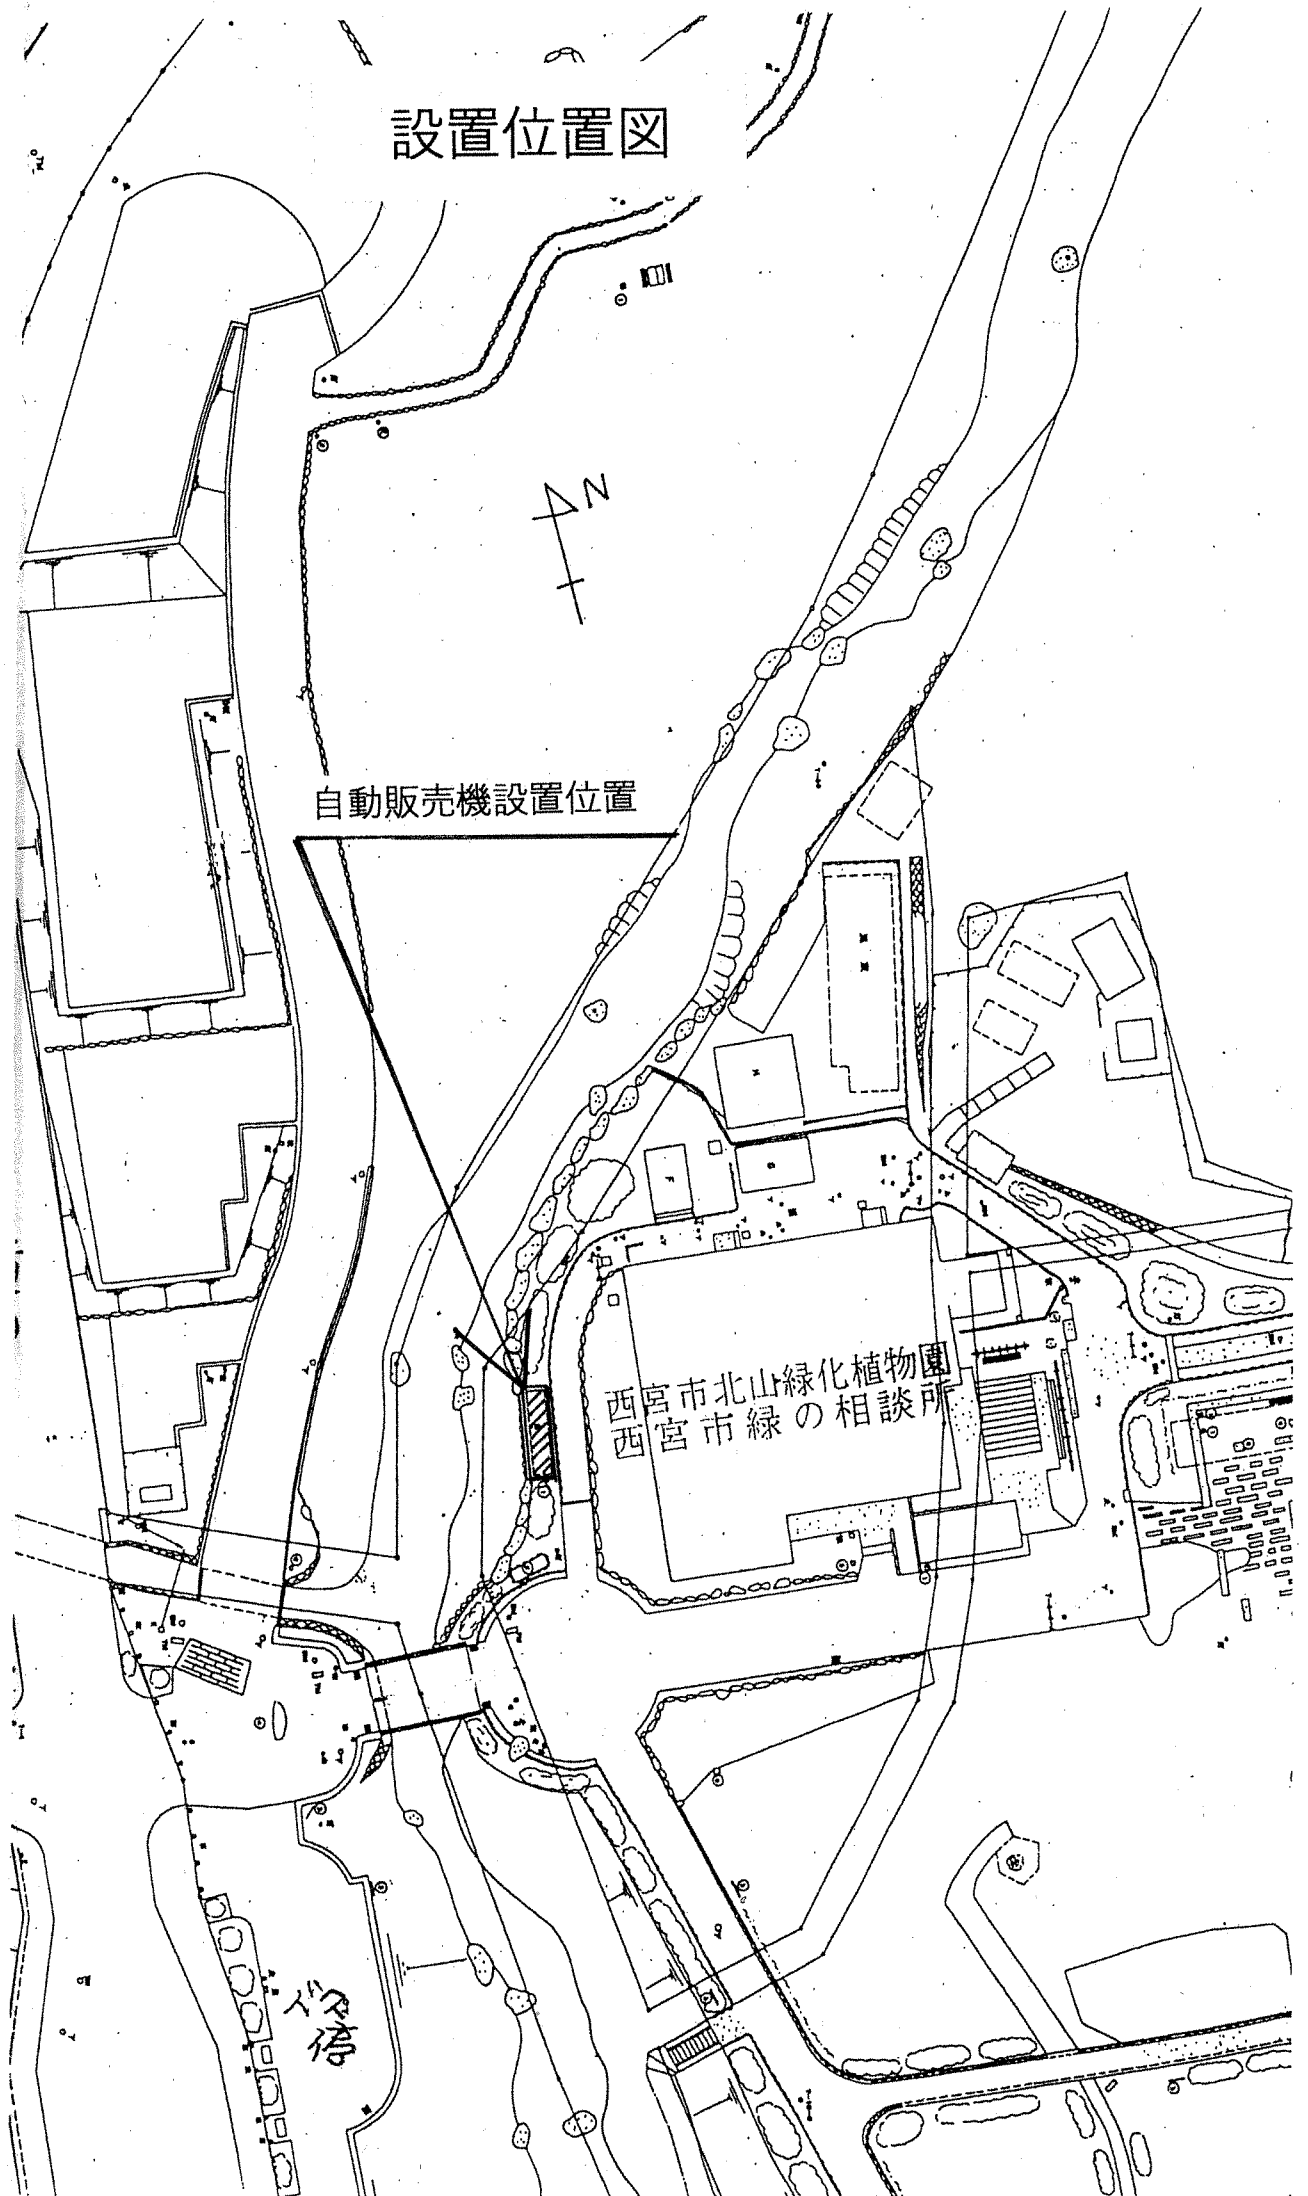 設置位置図
N
自動販売機設置位置
西宮市北山緑化植物園
西宮市緑の相談所
バス停